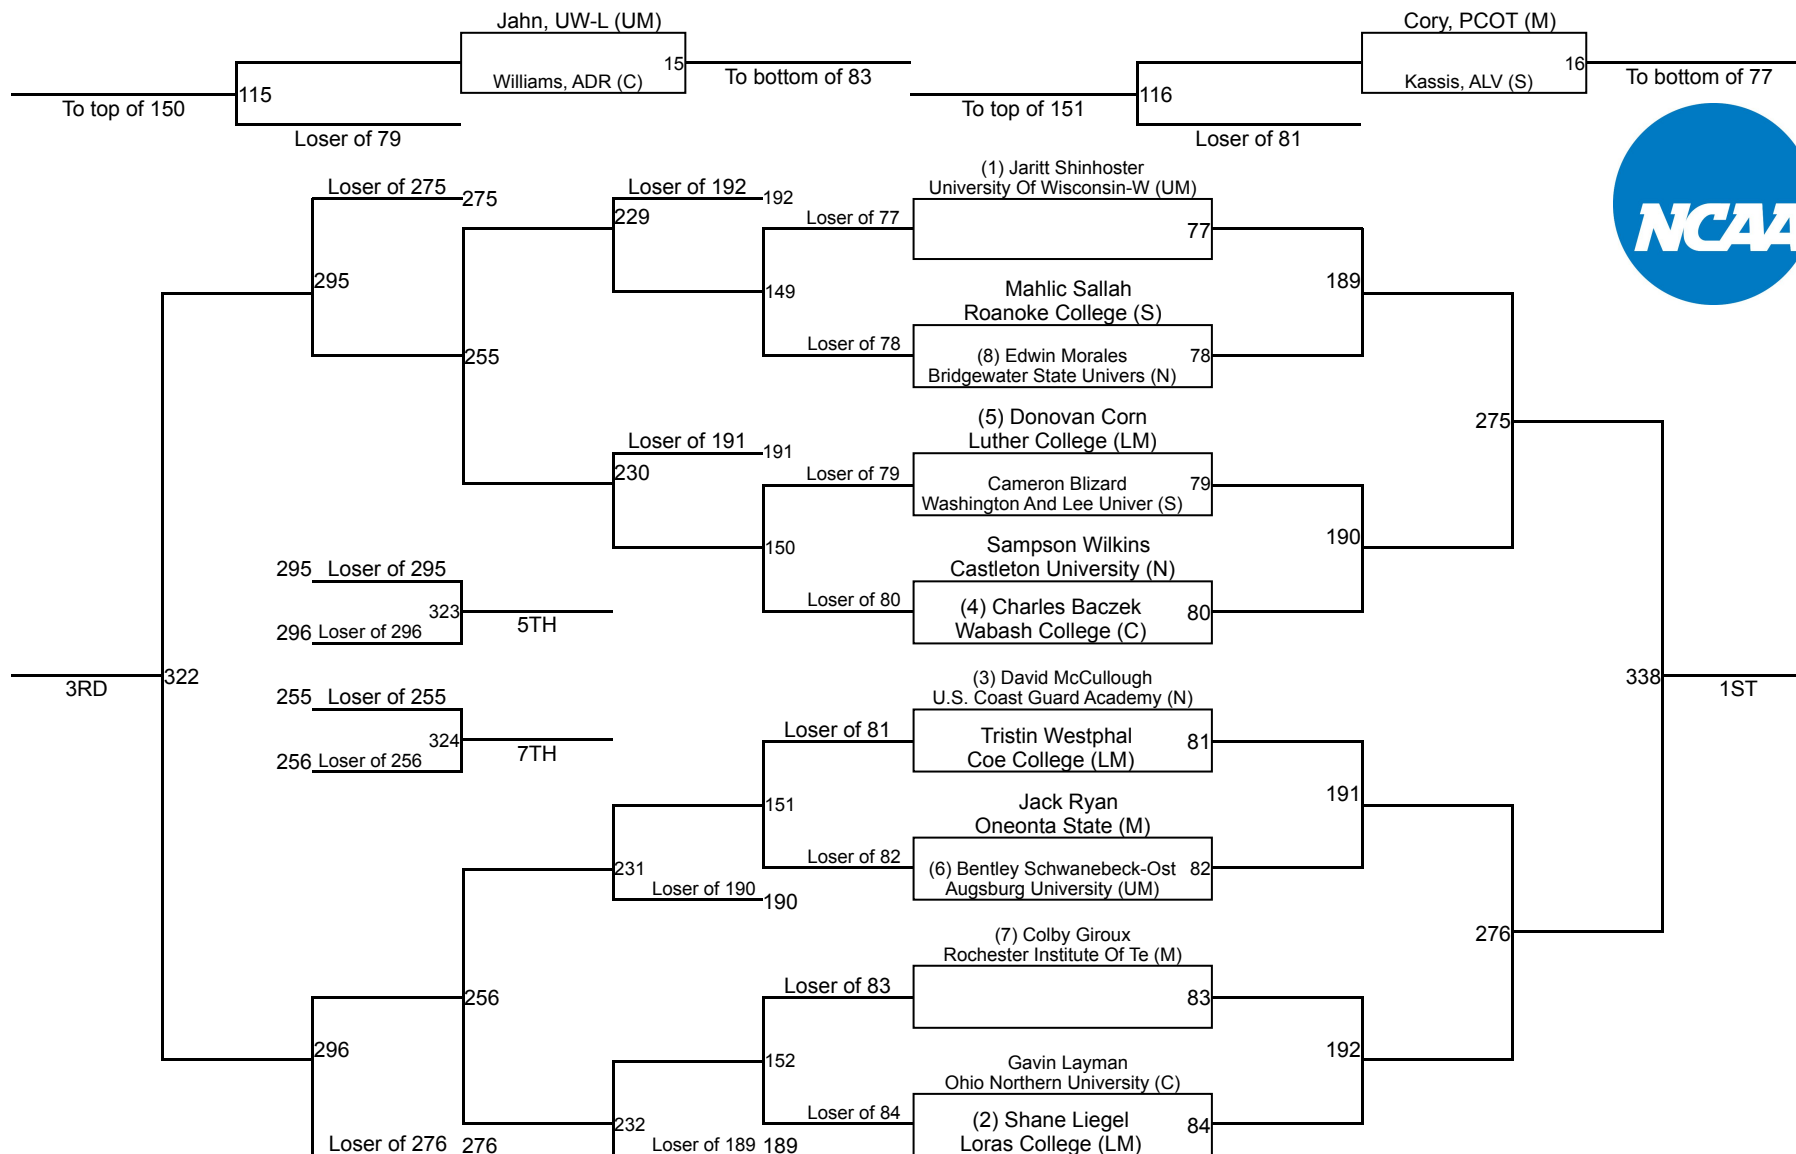 Jahn, UW-L (UM)
15
Williams, ADR (C)
To bottom of 83
115
To top of 150
Loser of 79
Cory, PCOT (M)
16
Kassis, ALV (S)
To bottom of 77
116
To top of 151
Loser of 81
NCAA
(1) Jaritt Shinhoster
University Of Wisconsin-W (UM)
Loser of 275
275
Loser of 192
192
229
Loser of 77
77
295
149
189
Mahlic Sallah
Roanoke College (S)
Loser of 78
(8) Edwin Morales
78
Bridgewater State Univers (N)
255
(5) Donovan Corn
275
Luther College (LM)
Loser of 191
191
230
Loser of 79
Cameron Blizard
79
Washington And Lee Univer (S)
150
190
Sampson Wilkins
Castleton University (N)
295
Loser of 295
323
5TH
296
Loser of 296
Loser of 80
(4) Charles Baczek
80
Wabash College (C)
3RD
322
(3) David McCullough
U.S. Coast Guard Academy (N)
338
1ST
255
Loser of 255
324
7TH
256
Loser of 256
Loser of 81
Tristin Westphal
81
Coe College (LM)
151
191
Jack Ryan
Oneonta State (M)
Loser of 82
(6) Bentley Schwanebeck-Ost
82
Augsburg University (UM)
231
Loser of 190
190
(7) Colby Giroux
276
Rochester Institute Of Te (M)
Loser of 83
83
256
296
152
192
Gavin Layman
Ohio Northern University (C)
Loser of 84
(2) Shane Liegel
84
Loras College (LM)
232
Loser of 276
276
Loser of 189
189